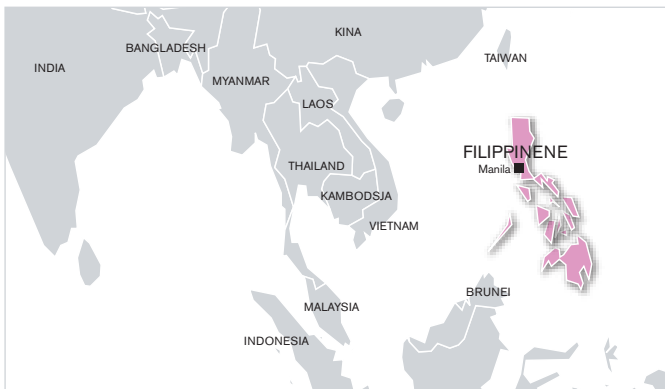 KINA
TAIWAN
BANGLADESH
INDIA
MYANMAR
LAOS
FILIPPINENE
Manila
THAILAND
KAMBODSJA
VIETNAM
BRUNEI
MALAYSIA
INDONESIA